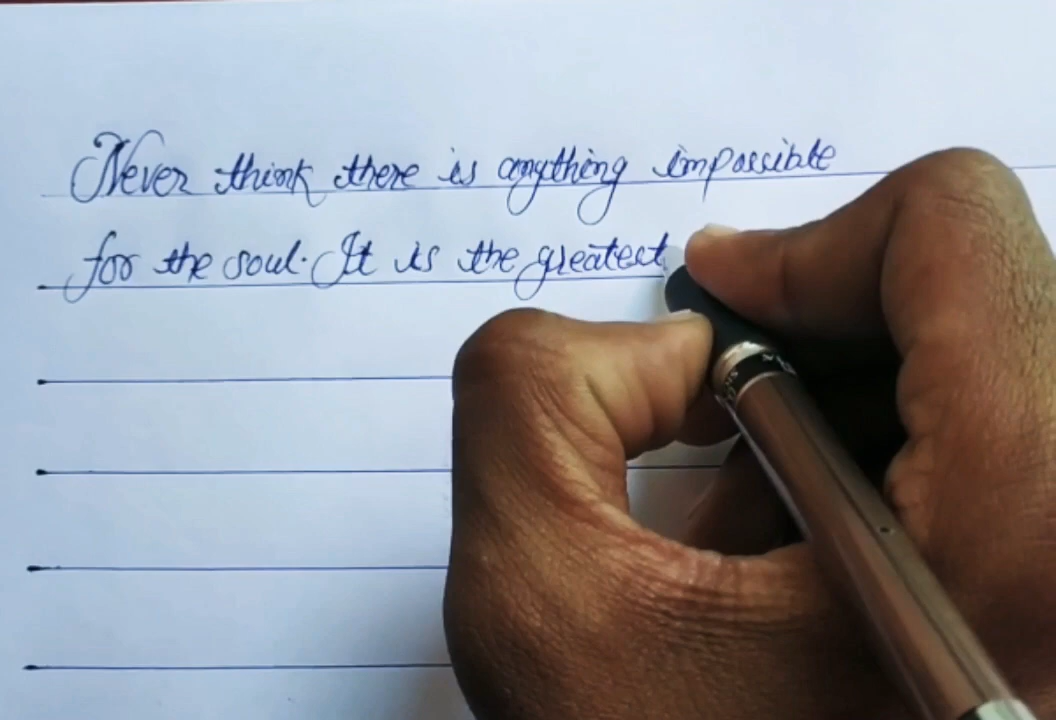 Never think there is anything impossible
for the soul. It is the greatest